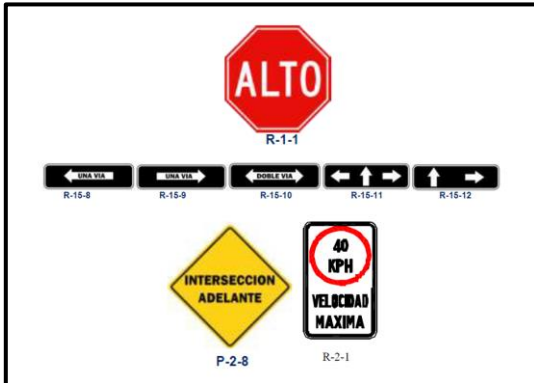 ALTO
R-1-1
UNA VIA
UNA VIA
DOBLE VIA
R-15-8
R-15-9
R-15-10
R-15-11
R-15-12
INTERSECCION
ADELANTE
P-2-8
40
KPH
VELOCIDAD
MAXIMA
R-2-1